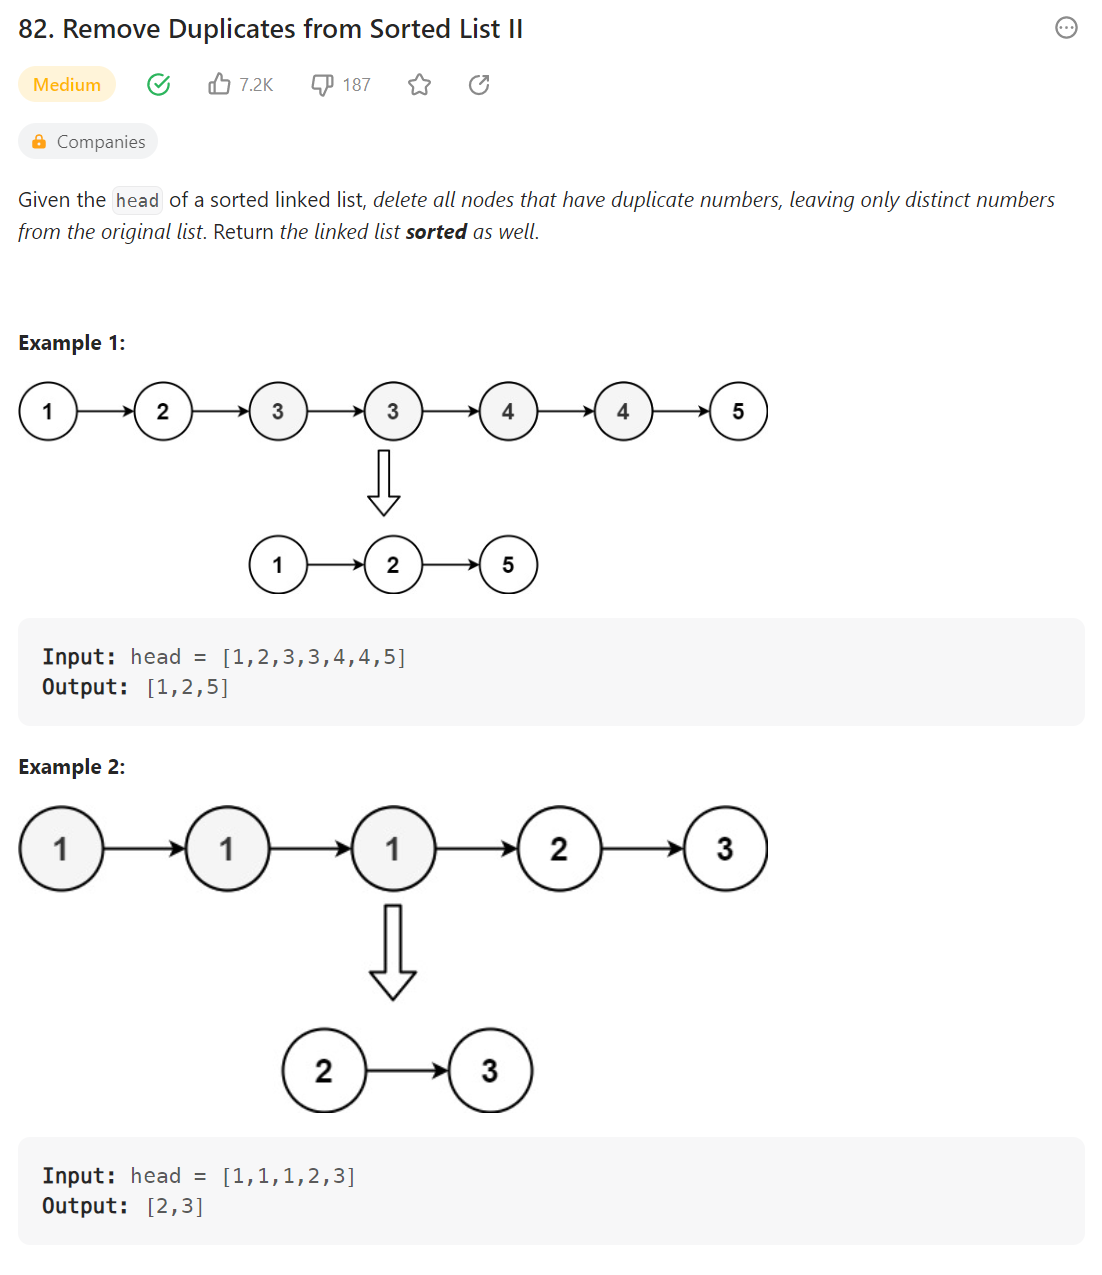 82. Remove Duplicates from Sorted List II
Medium 7.2K 187
Companies
Given the head of a sorted linked list, delete all nodes that have duplicate numbers, leaving only distinct numbers
from the original list. Return the linked list sorted as well.
Example 1:
1 2 3 3 4 4 5
1 2 5
Input: head = [1,2,3,3,4,4,5]
Output: [1,2,5]
Example 2:
1 1 1 2 3
2 3
Input: head = [1,1,1,2,3]
Output: [2,3]